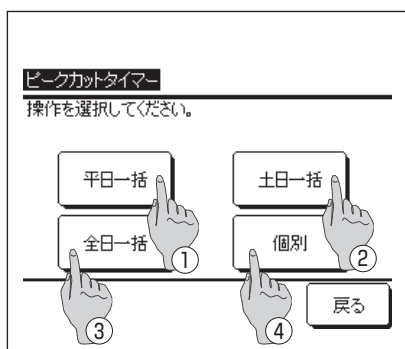 ピークカットタイマー
操作を選択してください。
平日一括
土日一括
①
②
全日一括
個別
③
④
戻る